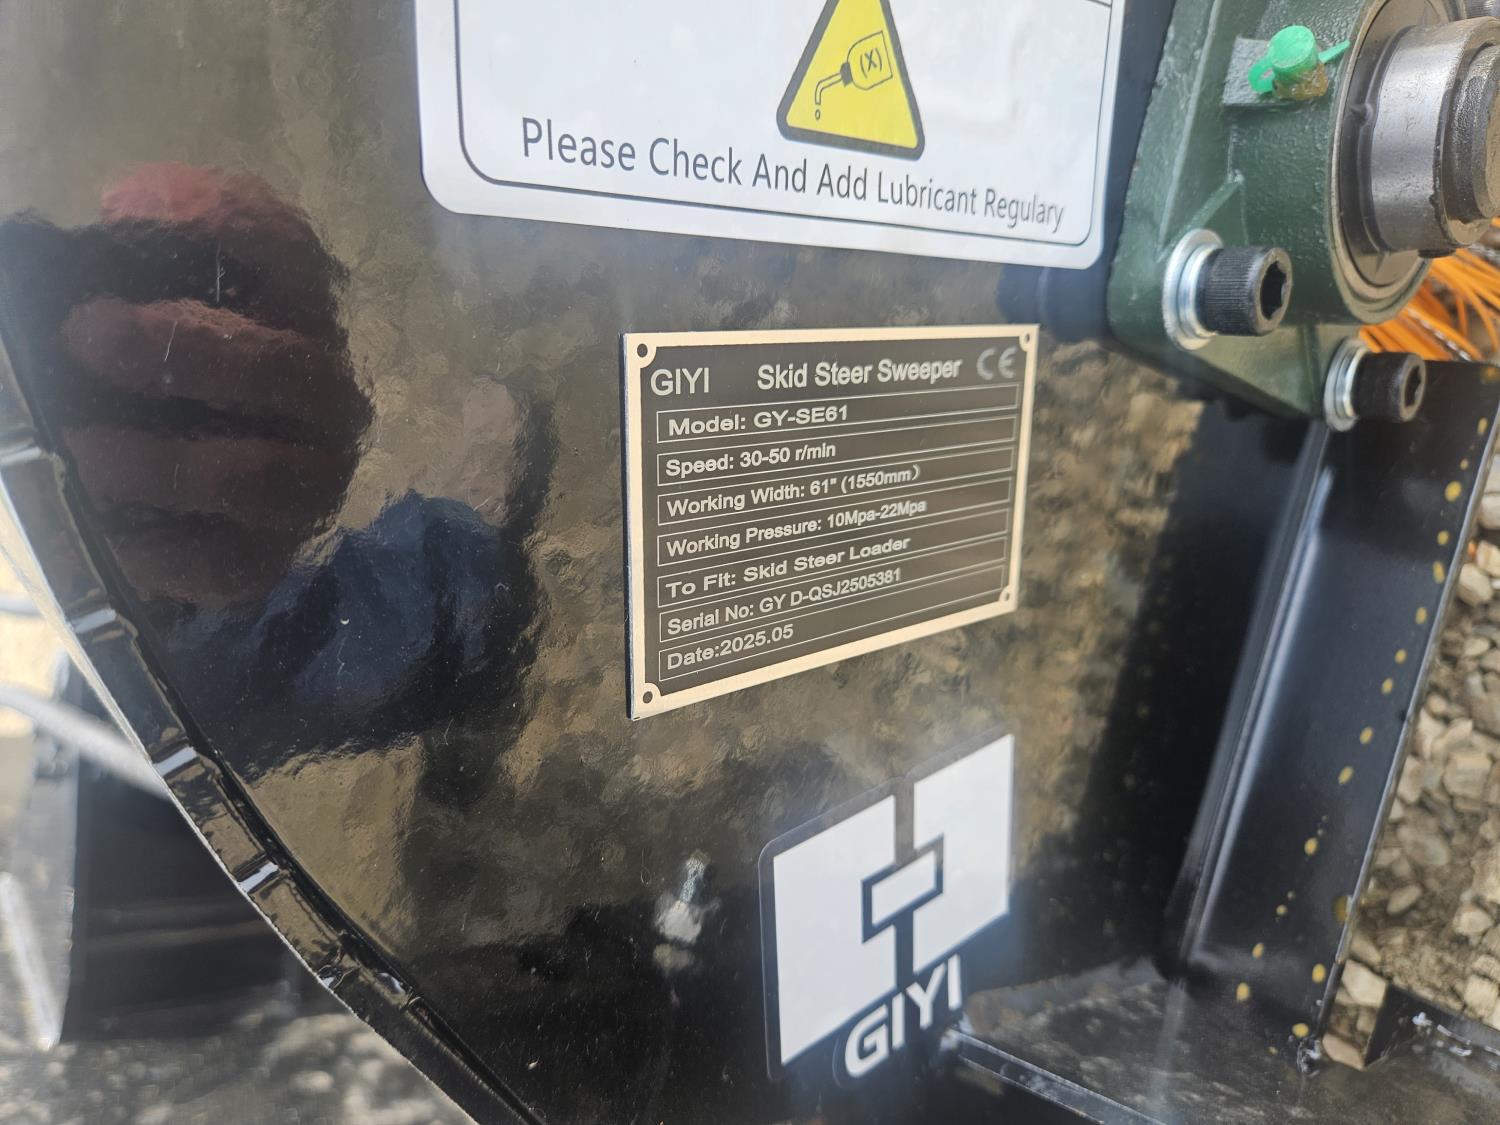 (X)
Please Check And Add Lubricant Regulary
GIYI Skid Steer Sweeper CE
Model: GY-SE61
Speed: 30-50 r/min
Working Width: 61" (1550mm)
Working Pressure: 10Mpa-22Mpa
To Fit: Skid Steer Loader
Serial No: GY D-QSJ2505381
Date:2025.05
GIYI